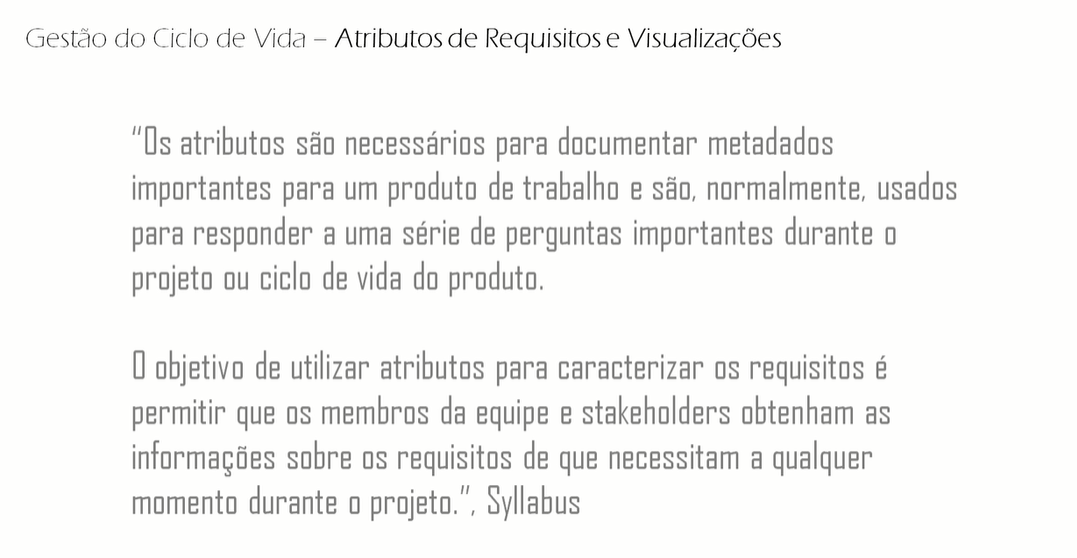 Gestão do Ciclo de Vida – Atributos de Requisitos e Visualizações
“Os atributos são necessários para documentar metadados
importantes para um produto de trabalho e são, normalmente, usados
para responder a uma série de perguntas importantes durante o
projeto ou ciclo de vida do produto.
O objetivo de utilizar atributos para caracterizar os requisitos é
permitir que os membros da equipe e stakeholders obtenham as
informações sobre os requisitos de que necessitam a qualquer
momento durante o projeto.”, Syllabus